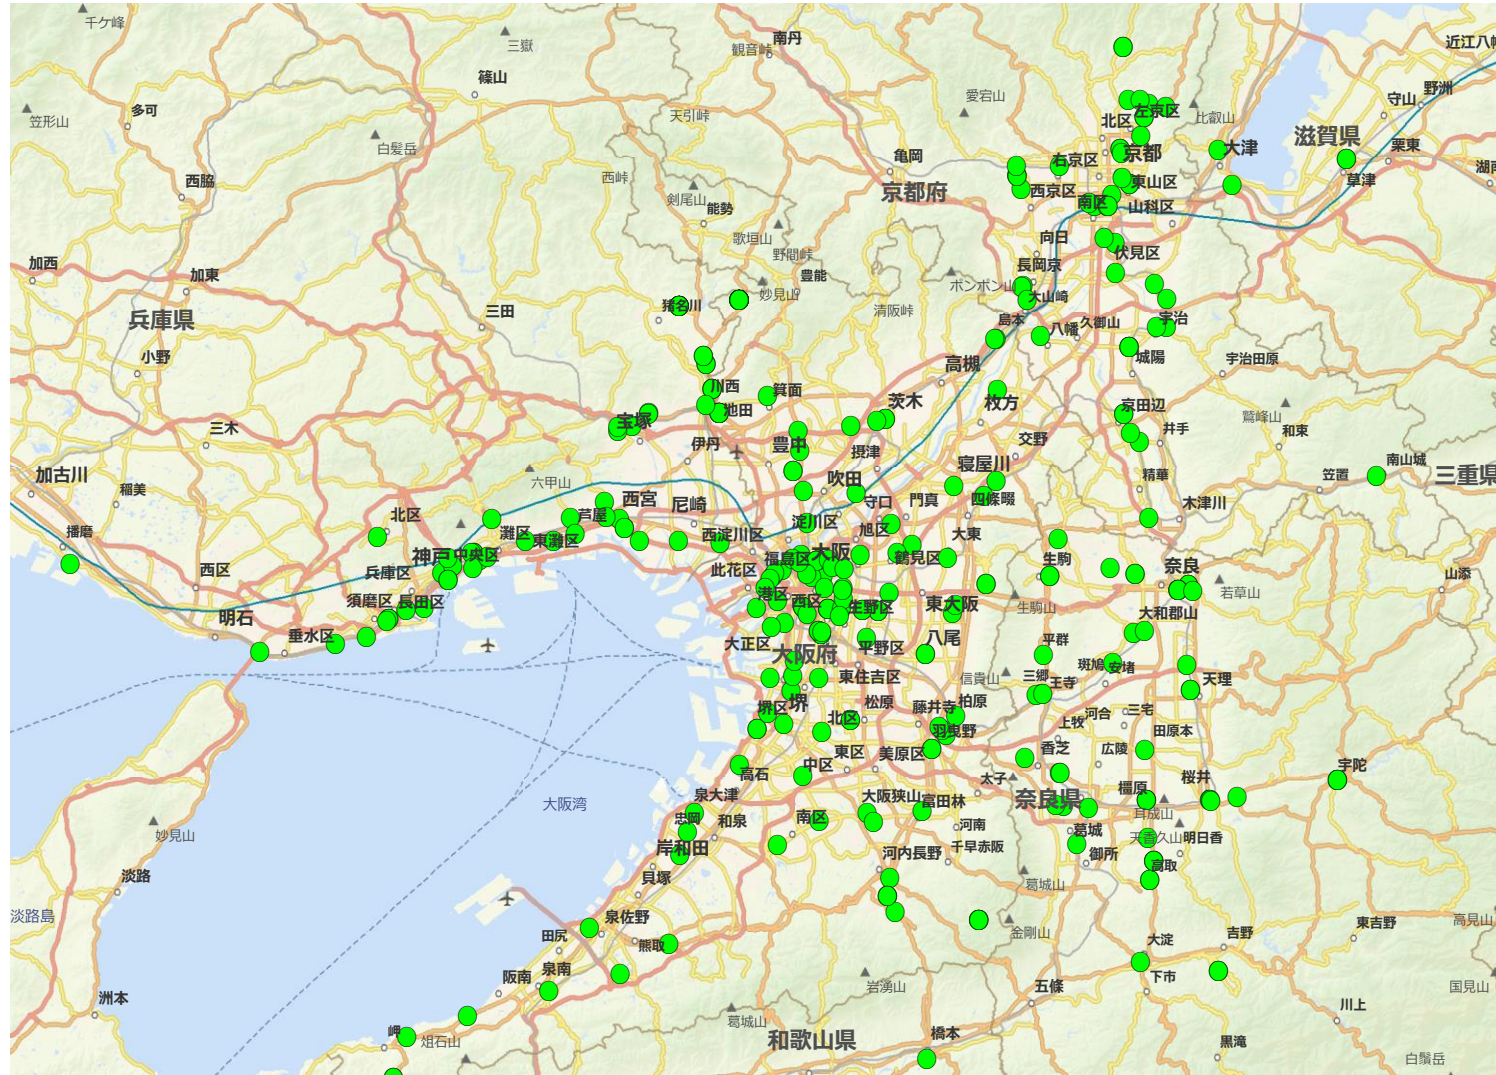 千ケ峰
三嶽
観音峠
南丹
近江八幡
篠山
笠形山
多可
天引峠
愛宕山
守山
野洲
白髪岳
北区
左京区
比叡山
滋賀県
西脇
西峠
亀岡
右京区
京都
大津
栗東
湖南
剣尾山
能勢
京都府
西京区
東山区
草津
南区
山科区
歌垣山
野間峠
向日
伏見区
加西
加東
長岡京
豊能
妙見山
ポンポン山
大山崎
猪名川
三田
清阪峠
島本
八幡
久御山
宇治
兵庫県
小野
高槻
城陽
宇治田原
川西
箕面
茨木
枚方
京田辺
鷲峰山
池田
宝塚
三木
伊丹
豊中
摂津
交野
井手
和束
加古川
六甲山
寝屋川
精華
笠置
南山城
三重県
稲美
吹田
守口
門真
四條畷
木津川
西宮
尼崎
芦屋
播磨
北区
灘区
東灘区
西淀川区
淀川区
旭区
大東
神戸
中央区
福島区
大阪
鶴見区
生駒
奈良
兵庫区
此花区
西区
港区
西区
生野区
東大阪
生駒山
若草山
山添
須磨区
長田区
明石
垂水区
大正区
大阪府
平野区
八尾
平群
大和郡山
斑鳩
安堵
東住吉区
信貴山
三郷
王寺
天理
堺
堺区
北区
松原
藤井寺
柏原
羽曳野
上牧
河合
三宅
広陵
田原本
東区
美原区
香芝
高石
中区
太子
奈良県
橿原
桜井
宇陀
大阪湾
泉大津
忠岡
大阪狭山
富田林
耳成山
妙見山
和泉
南区
河南
葛城
天香久山
明日香
岸和田
河内長野
千早赤阪
御所
高取
淡路
貝塚
葛城山
淡路島
泉佐野
田尻
熊取
金剛山
大淀
吉野
東吉野
高見山
阪南
泉南
岩湧山
五條
下市
国見山
洲本
岬
俎石山
葛城山
和歌山県
橋本
川上
黒滝
白鬚岳